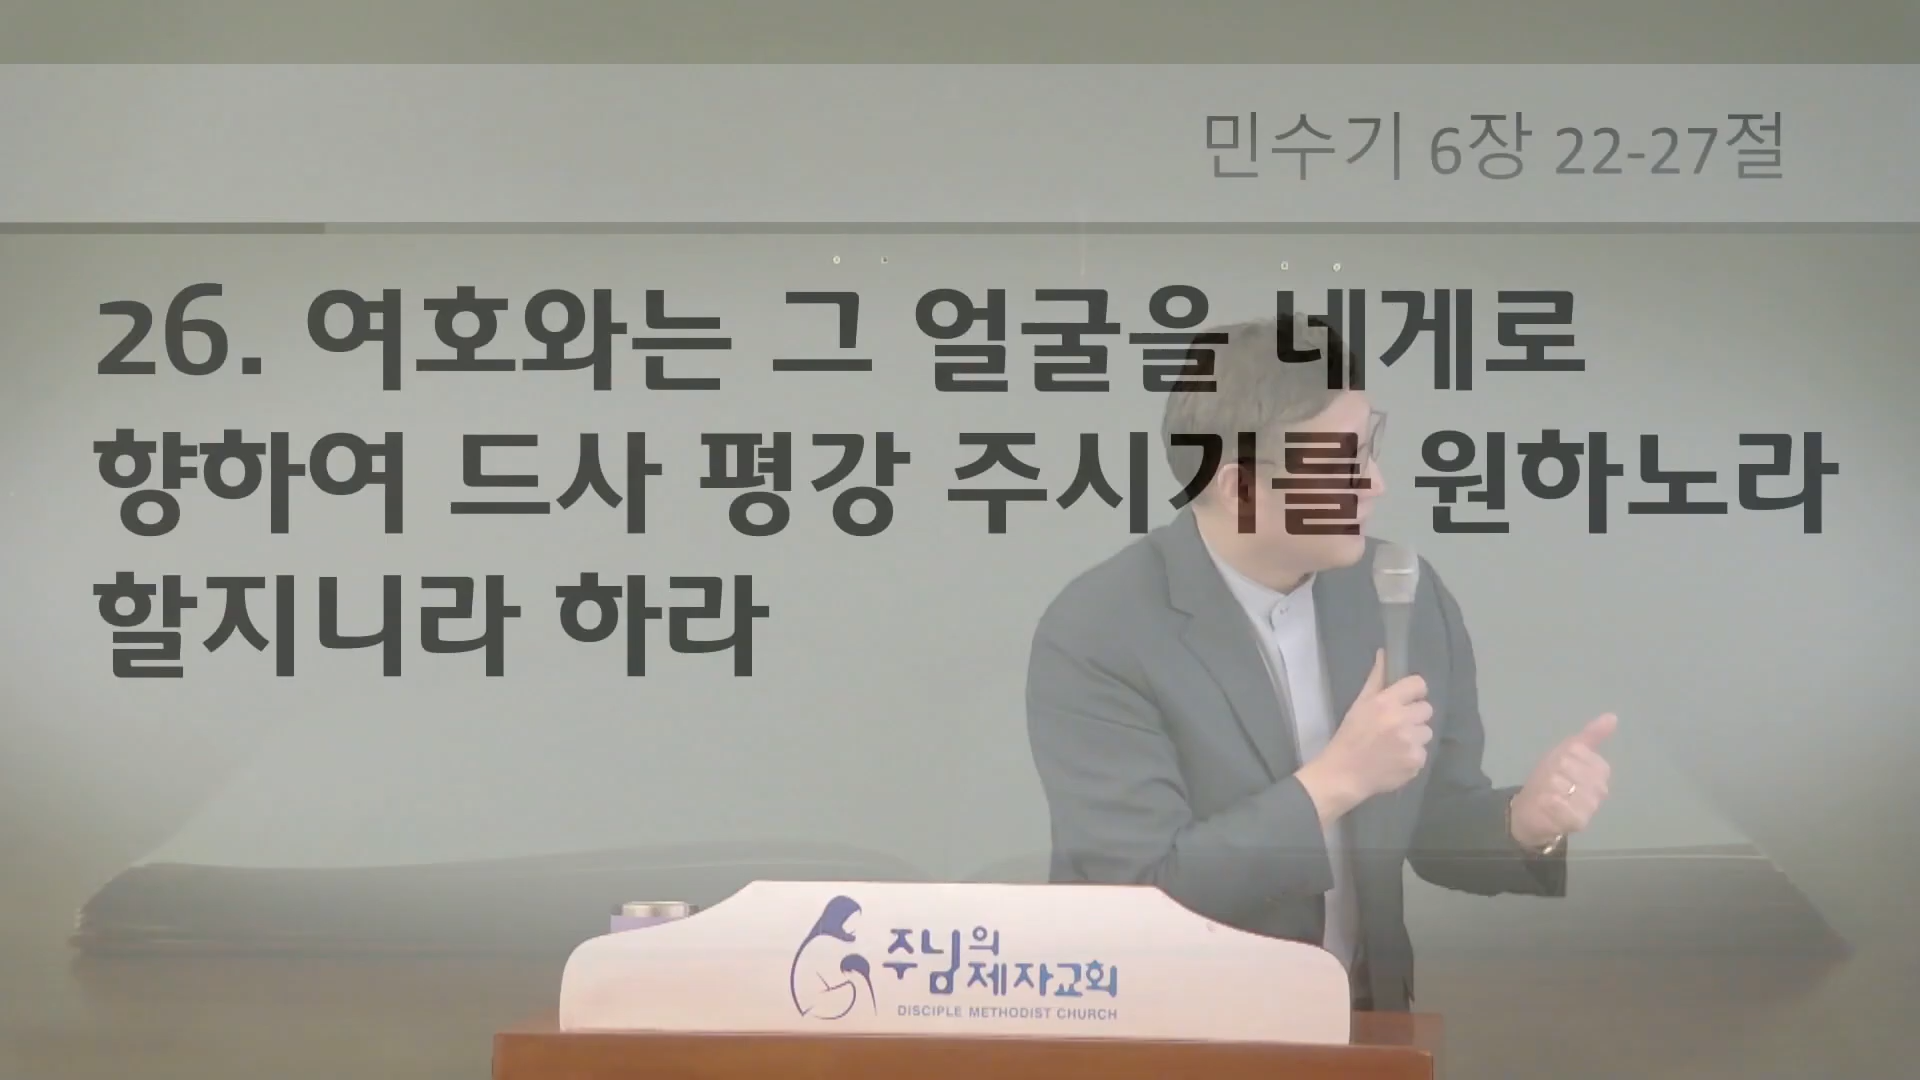 민수기 6장 22-27절
26. 여호와는 그 얼굴을 네게로
향하여 드사 평강 주시기를 원하노라
할지니라 하라
주님의
제자교회
DISCIPLE METHODIST CHURCH